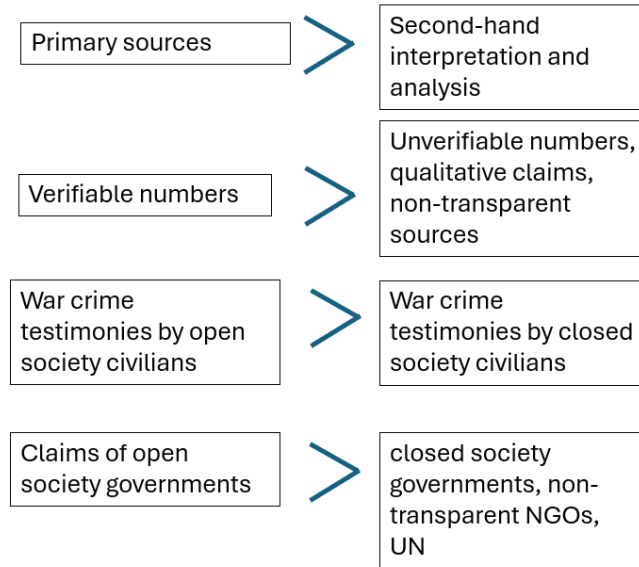 Primary sources
Second-hand
interpretation and
analysis
Verifiable numbers
Unverifiable numbers,
qualitative claims,
non-transparent
sources
War crime
testimonies by open
society civilians
War crime
testimonies by closed
society civilians
Claims of open
society governments
closed society
governments, non-
transparent NGOs,
UN